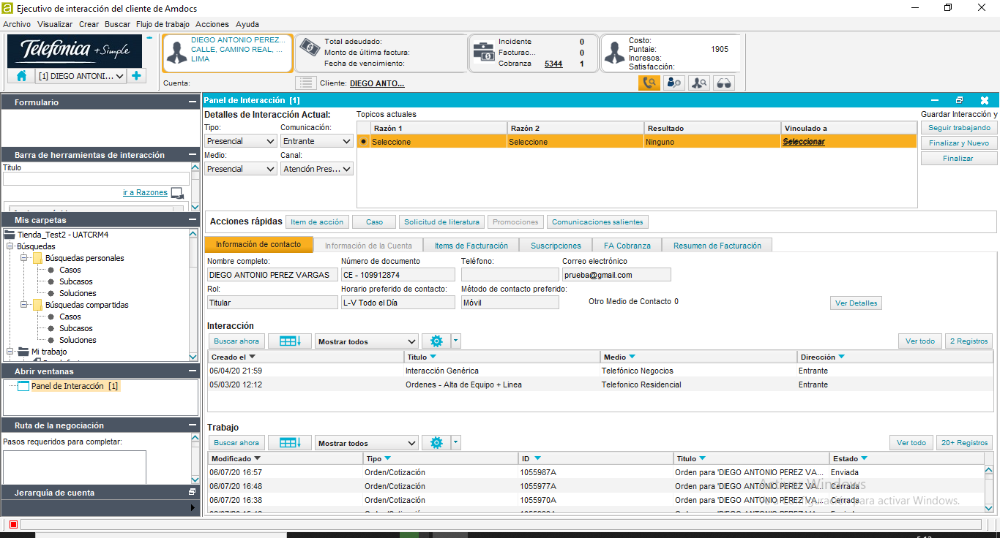 Ejecutivo de interacción del cliente de Amdocs
Archivo Visualizar Crear Buscar Flujo de trabajo Acciones Ayuda
Telefónica +Simple
[1] DIEGO ANTONI...
DIEGO ANTONIO PEREZ...
CALLE, CAMINO REAL, ...
LIMA
Total adeudado:
Monto de última factura:
Fecha de vencimiento:
Incidente 0
Facturac... 0
Cobranza 5344 1
Costo:
Puntaje: 1905
Ingresos:
Satisfacción:
Cuenta:
Cliente: DIEGO ANTO...
Formulario
Barra de herramientas de interacción
Titulo
ir a Razones
Mis carpetas
Tienda_Test2 - UATCRM4
Búsquedas
Búsquedas personales
Casos
Subcasos
Soluciones
Búsquedas compartidas
Casos
Subcasos
Soluciones
Mi trabajo
Abrir ventanas
Panel de Interacción [1]
Ruta de la negociación
Pasos requeridos para completar:
Jerarquía de cuenta
Panel de Interacción [1]
Detalles de Interacción Actual:
Tipo: Comunicación:
Presencial Entrante
Medio: Canal:
Presencial Atención Pres...
Topicos actuales
Razón 1 Razón 2 Resultado Vinculado a
Seleccione Seleccione Ninguno Seleccionar
Guardar Interacción y
Seguir trabajando
Finalizar y Nuevo
Finalizar
Acciones rápidas Item de acción Caso Solicitud de literatura Promociones Comunicaciones salientes
Información de contacto Información de la Cuenta Items de Facturación Suscripciones FA Cobranza Resumen de Facturación
Nombre completo: Número de documento Teléfono: Correo electrónico
DIEGO ANTONIO PEREZ VARGAS CE - 109912874 prueba@gmail.com
Rol: Horario preferido de contacto: Método de contacto preferido:
Titular L-V Todo el Día Móvil Otro Medio de Contacto 0 Ver Detalles
Interacción
Buscar ahora Mostrar todos Ver todo 2 Registros
Creado el Titulo Medio Dirección
06/04/20 21:59 Interacción Genérica Telefónico Negocios Entrante
05/03/20 12:12 Ordenes - Alta de Equipo + Linea Telefonico Residencial Entrante
Trabajo
Buscar ahora Mostrar todos Ver todo 20+ Registros
Modificado Tipo ID Titulo Estado
06/07/20 16:57 Orden/Cotización 1055987A Orden para 'DIEGO ANTONIO PEREZ VA... Enviada
06/07/20 16:48 Orden/Cotización 1055977A Orden para 'DIEGO ANTONIO PEREZ VA... Cerrada
06/07/20 16:38 Orden/Cotización 1055970A Orden para 'DIEGO ANTONIO PEREZ VA... Cerrada
Activar Windows
configuración para activar Windows.